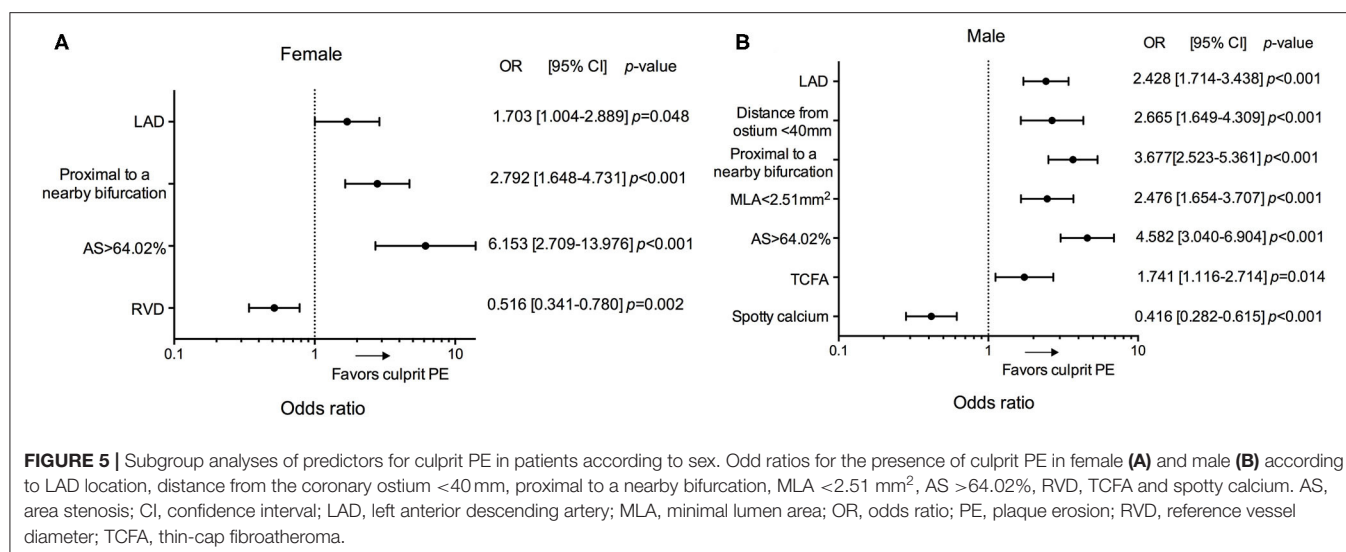 A
Female
OR [95% CI] p-value
LAD
1.703 [1.004-2.889] p=0.048
Proximal to a
nearby bifurcation
2.792 [1.648-4.731] p<0.001
AS>64.02%
6.153 [2.709-13.976] p<0.001
RVD
0.516 [0.341-0.780] p=0.002
0.1 1 10
Favors culprit PE
Odds ratio
B
Male
OR [95% CI] p-value
LAD
2.428 [1.714-3.438] p<0.001
Distance from
ostium <40mm
2.665 [1.649-4.309] p<0.001
Proximal to a
nearby bifurcation
3.677[2.523-5.361] p<0.001
MLA<2.51mm²
2.476 [1.654-3.707] p<0.001
AS>64.02%
4.582 [3.040-6.904] p<0.001
TCFA
1.741 [1.116-2.714] p=0.014
Spotty calcium
0.416 [0.282-0.615] p<0.001
0.1 1 10
Favors culprit PE
Odds ratio
FIGURE 5 | Subgroup analyses of predictors for culprit PE in patients according to sex. Odd ratios for the presence of culprit PE in female (A) and male (B) according
to LAD location, distance from the coronary ostium <40 mm, proximal to a nearby bifurcation, MLA <2.51 mm², AS >64.02%, RVD, TCFA and spotty calcium. AS,
area stenosis; CI, confidence interval; LAD, left anterior descending artery; MLA, minimal lumen area; OR, odds ratio; PE, plaque erosion; RVD, reference vessel
diameter; TCFA, thin-cap fibroatheroma.